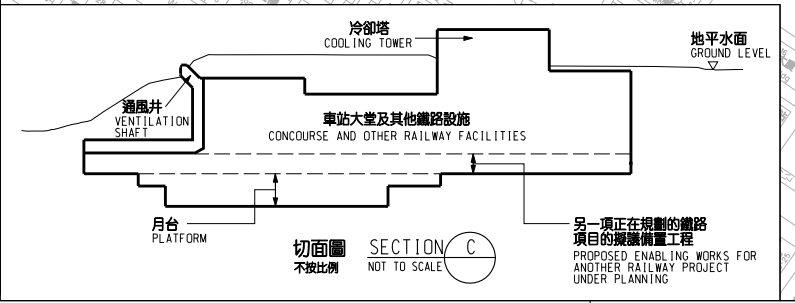 冷卻塔
COOLING TOWER
地平水面
GROUND LEVEL
通風井
VENTILATION
SHAFT
車站大堂及其他鐵路設施
CONCOURSE AND OTHER RAILWAY FACILITIES
月台
PLATFORM
切面圖
不按比例
SECTION C
NOT TO SCALE
另一項正在規劃的鐵路
項目的擬議備置工程
PROPOSED ENABLING WORKS FOR
ANOTHER RAILWAY PROJECT
UNDER PLANNING